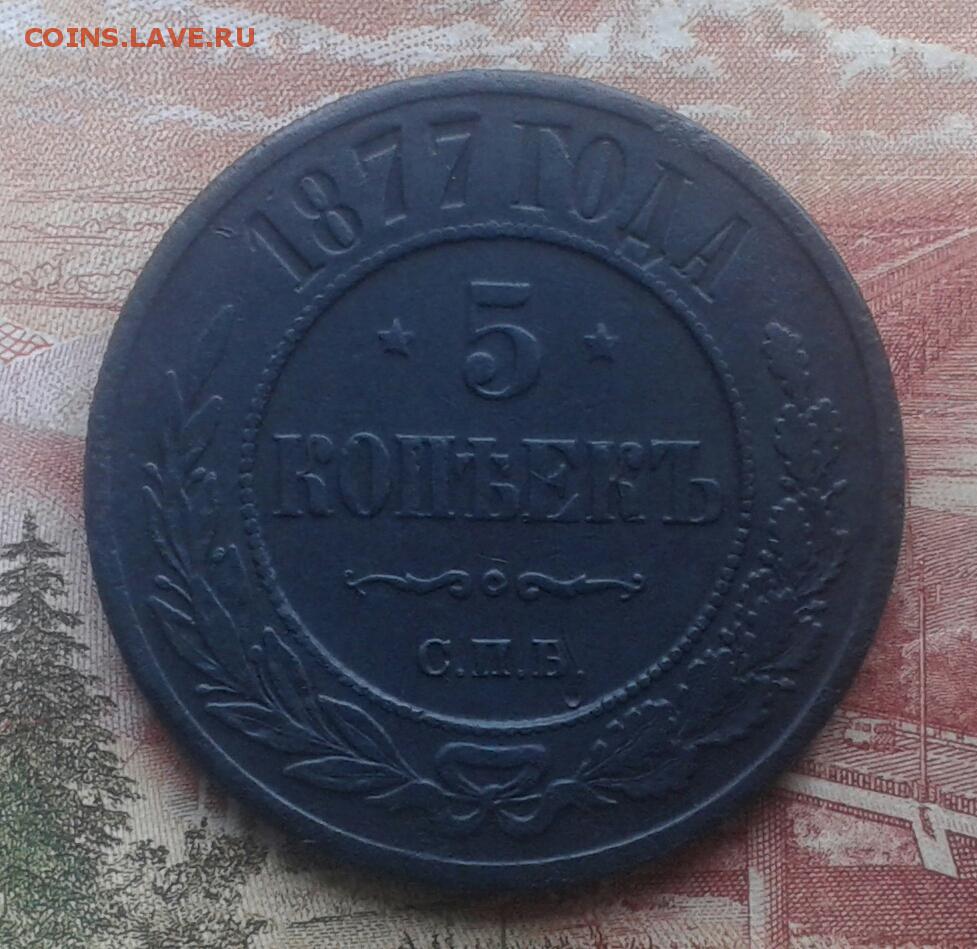 COINS.LAVE.RU
1877 ГОДА
5
КОПѢЕКЪ
С.П.Б.